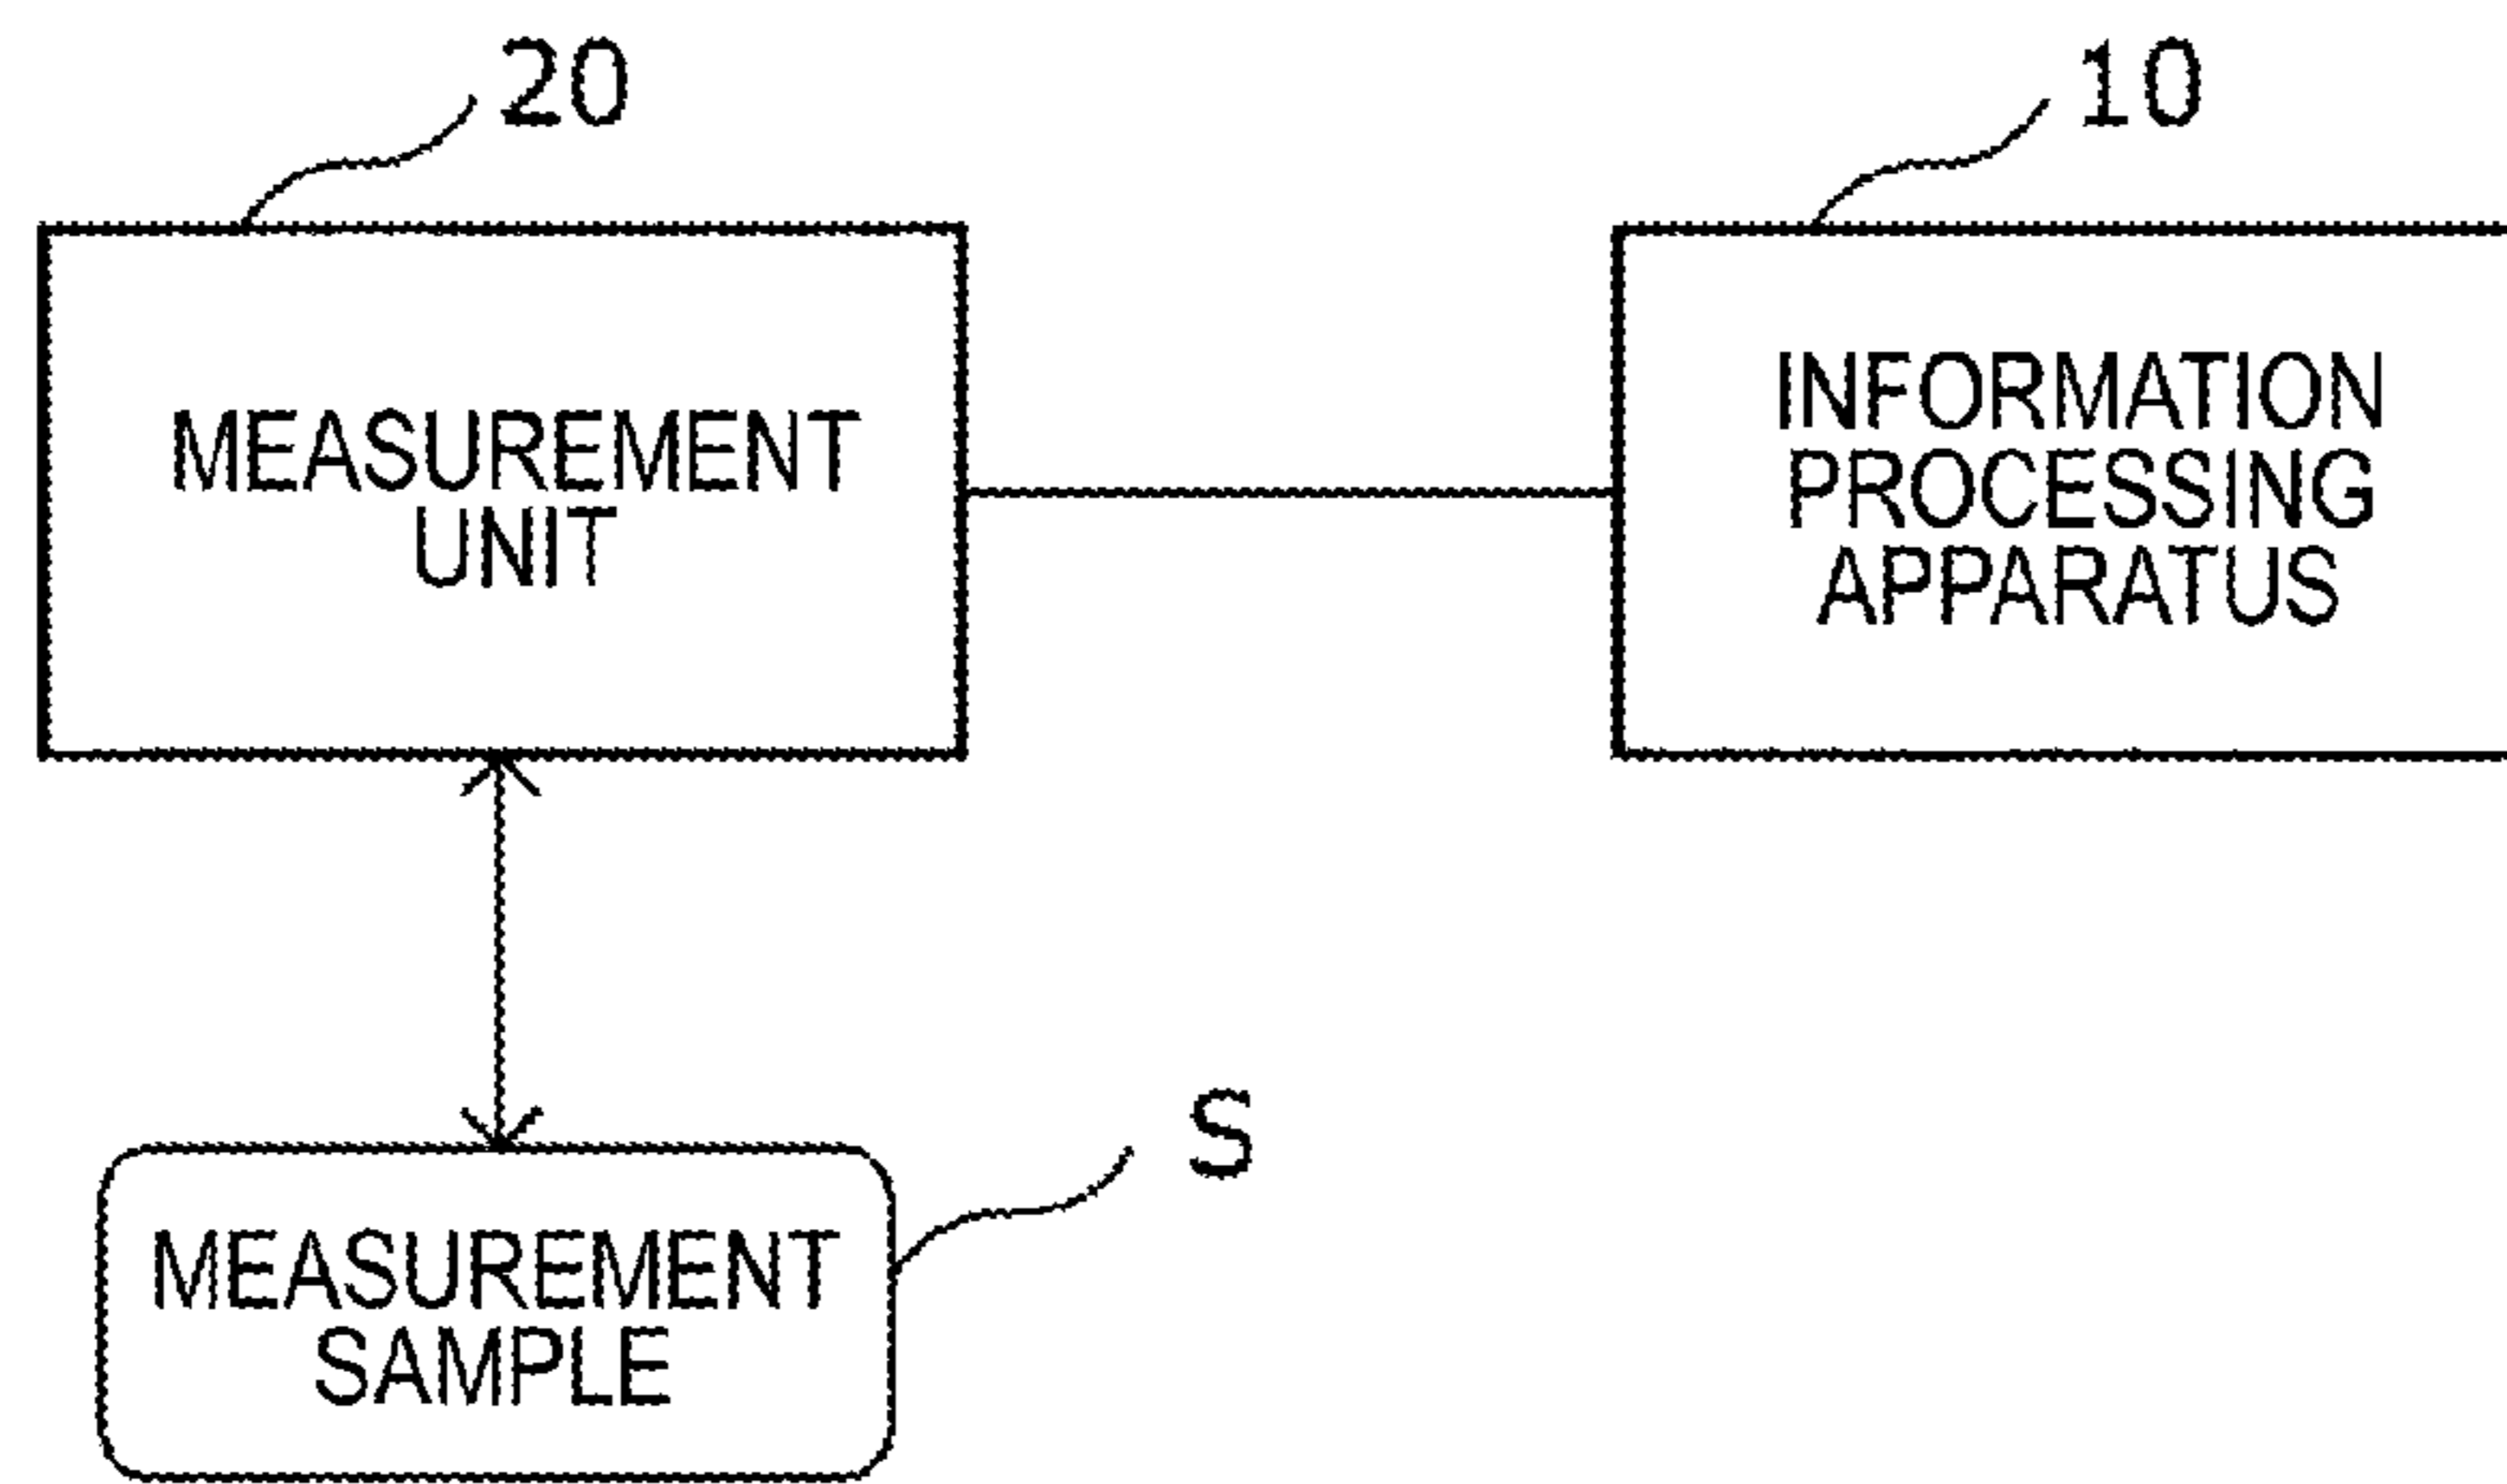 20
10
MEASUREMENT
UNIT
INFORMATION
PROCESSING
APPARATUS
S
MEASUREMENT
SAMPLE